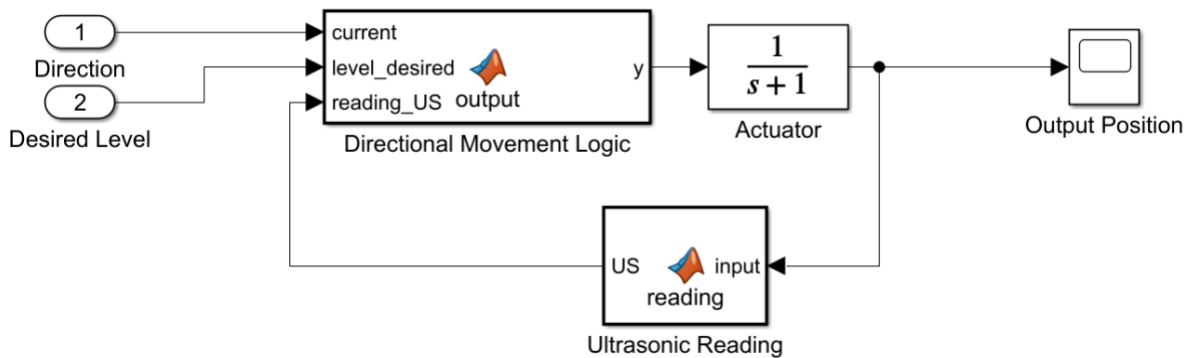 1
Direction
2
Desired Level
current
level_desired
reading_US
output
y
Directional Movement Logic
1
s + 1
Actuator
Output Position
US
input
reading
Ultrasonic Reading